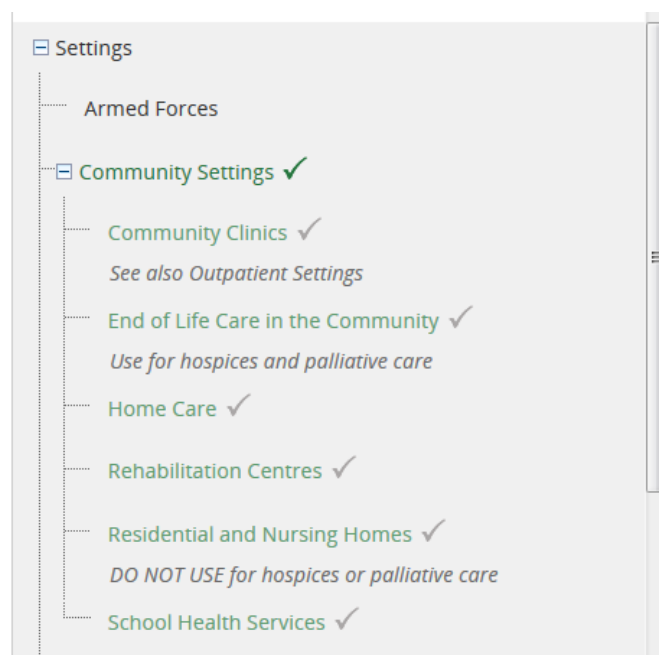 Settings
Armed Forces
Community Settings ✓
Community Clinics ✓
See also Outpatient Settings
End of Life Care in the Community ✓
Use for hospices and palliative care
Home Care ✓
Rehabilitation Centres ✓
Residential and Nursing Homes ✓
DO NOT USE for hospices or palliative care
School Health Services ✓